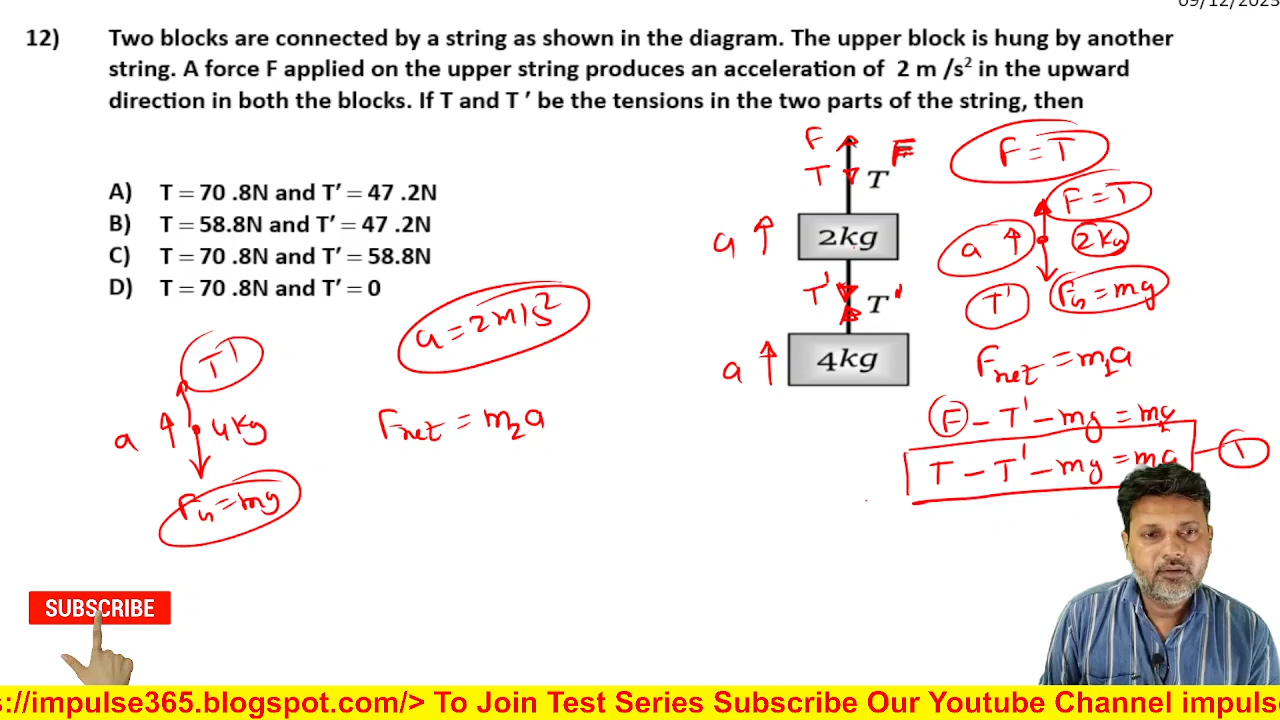 09/12/2023
12) Two blocks are connected by a string as shown in the diagram. The upper block is hung by another
string. A force F applied on the upper string produces an acceleration of 2 m /s² in the upward
direction in both the blocks. If T and T ′ be the tensions in the two parts of the string, then
A) T = 70 .8N and T′ = 47 .2N
B) T = 58.8N and T′ = 47 .2N
C) T = 70 .8N and T′ = 58.8N
D) T = 70 .8N and T′ = 0
F
F
T
T
2kg
a
T'
T'
4kg
a
F = T
F = T
a
2 kg
T'
= mg
Fnet = m1a
F - T' - mg = ma
T - T' - mg = ma
1
a = 2m/s²
T'
a
4kg
= mg
Fnet = m2a
SUBSCRIBE
s://impulse365.blogspot.com/> To Join Test Series Subscribe Our Youtube Channel impuls